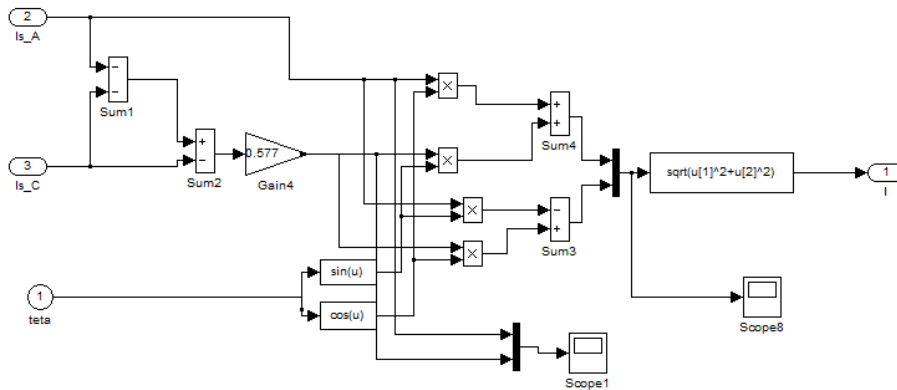 2
Is_A
−
−
Sum1
3
Is_C
+
−
Sum2
0.577
Gain4
×
×
×
×
+
+
Sum4
−
+
Sum3
sqrt(u[1]^2+u[2]^2)
1
I
sin(u)
cos(u)
1
teta
Scope8
Scope1